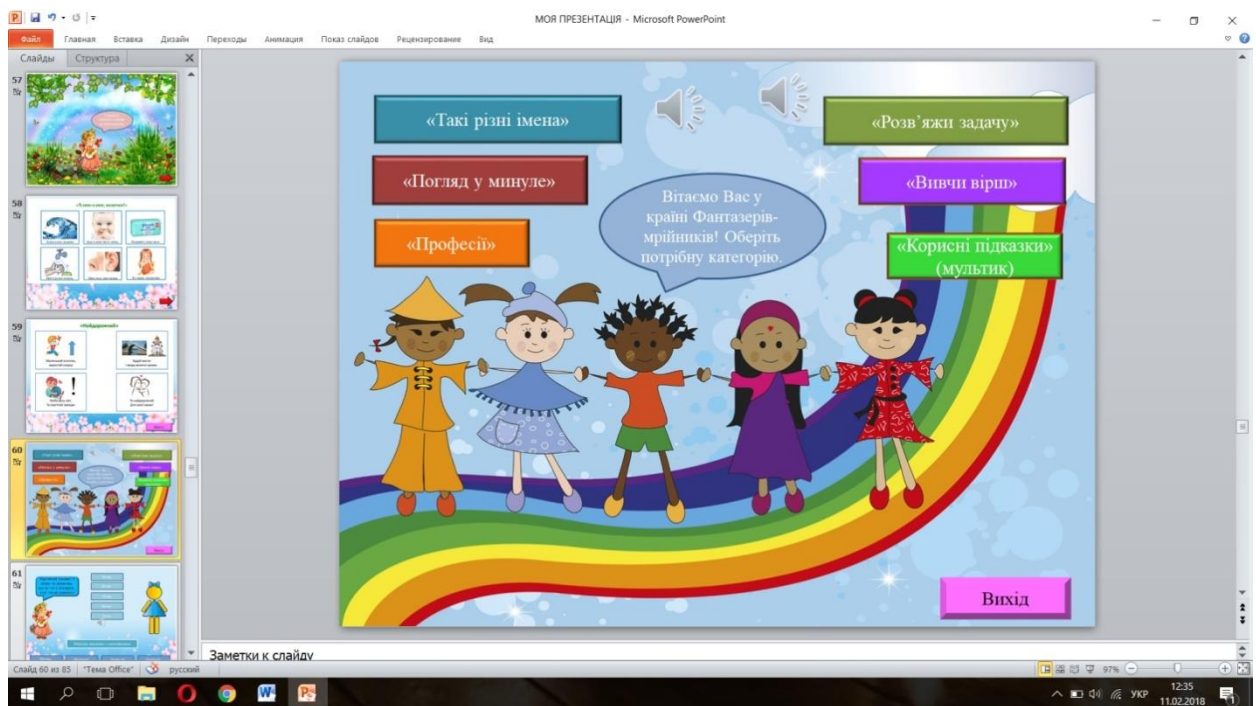 МОЯ ПРЕЗЕНТАЦІЯ - Microsoft PowerPoint
Файл Главная Вставка Дизайн Переходы Анимация Показ слайдов Рецензирование Вид
Слайды Структура
57
58
59
«Найдорожчий»
60
61
«Такі різні імена»
«Погляд у минуле»
«Професії»
Вітаємо Вас у
країні Фантазерів-
мрійників! Оберіть
потрібну категорію.
«Розв’яжи задачу»
«Вивчи вірш»
«Корисні підказки»
(мультик)
Вихід
Заметки к слайду
Слайд 60 из 85 "Тема Office" русский 97%
УКР 12:35
11.02.2018